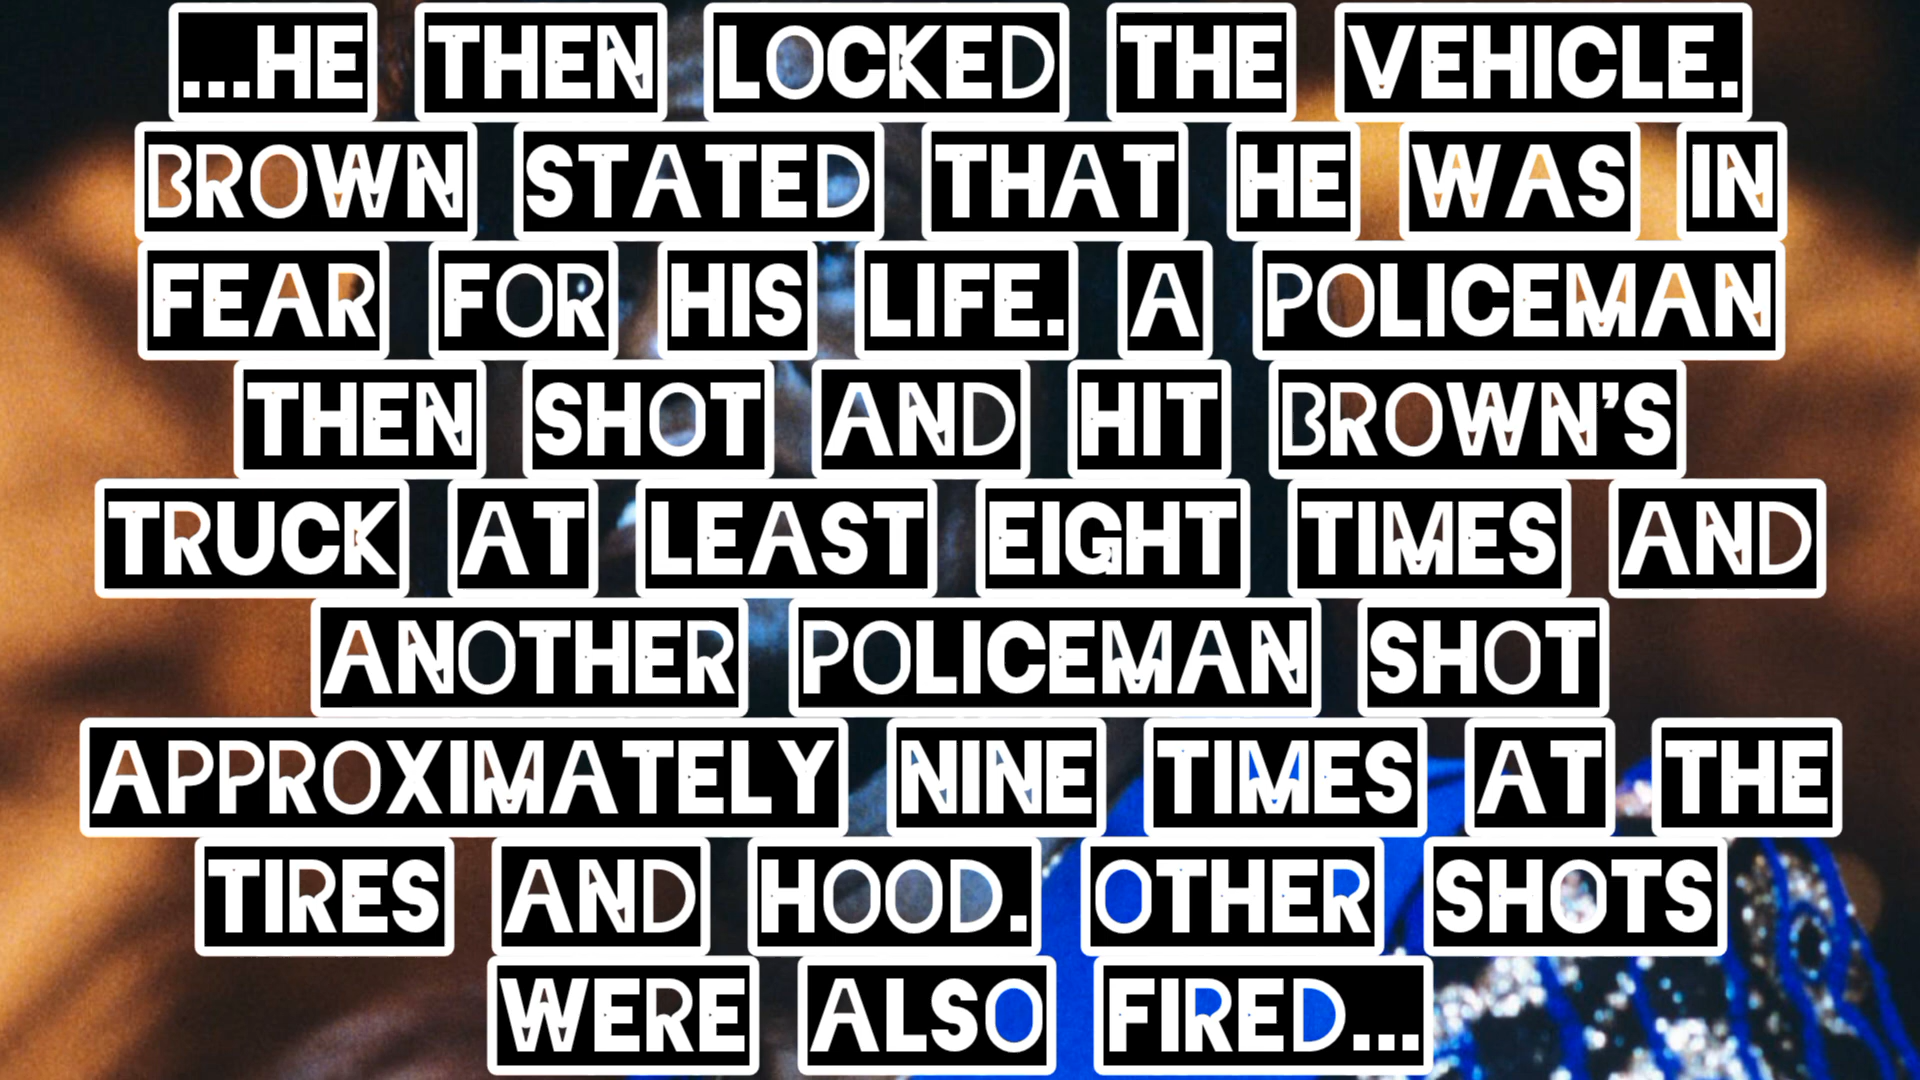 ...HE THEN LOCKED THE VEHICLE.
BROWN STATED THAT HE WAS IN
FEAR FOR HIS LIFE. A POLICEMAN
THEN SHOT AND HIT BROWN'S
TRUCK AT LEAST EIGHT TIMES AND
ANOTHER POLICEMAN SHOT
APPROXIMATELY NINE TIMES AT THE
TIRES AND HOOD. OTHER SHOTS
WERE ALSO FIRED...